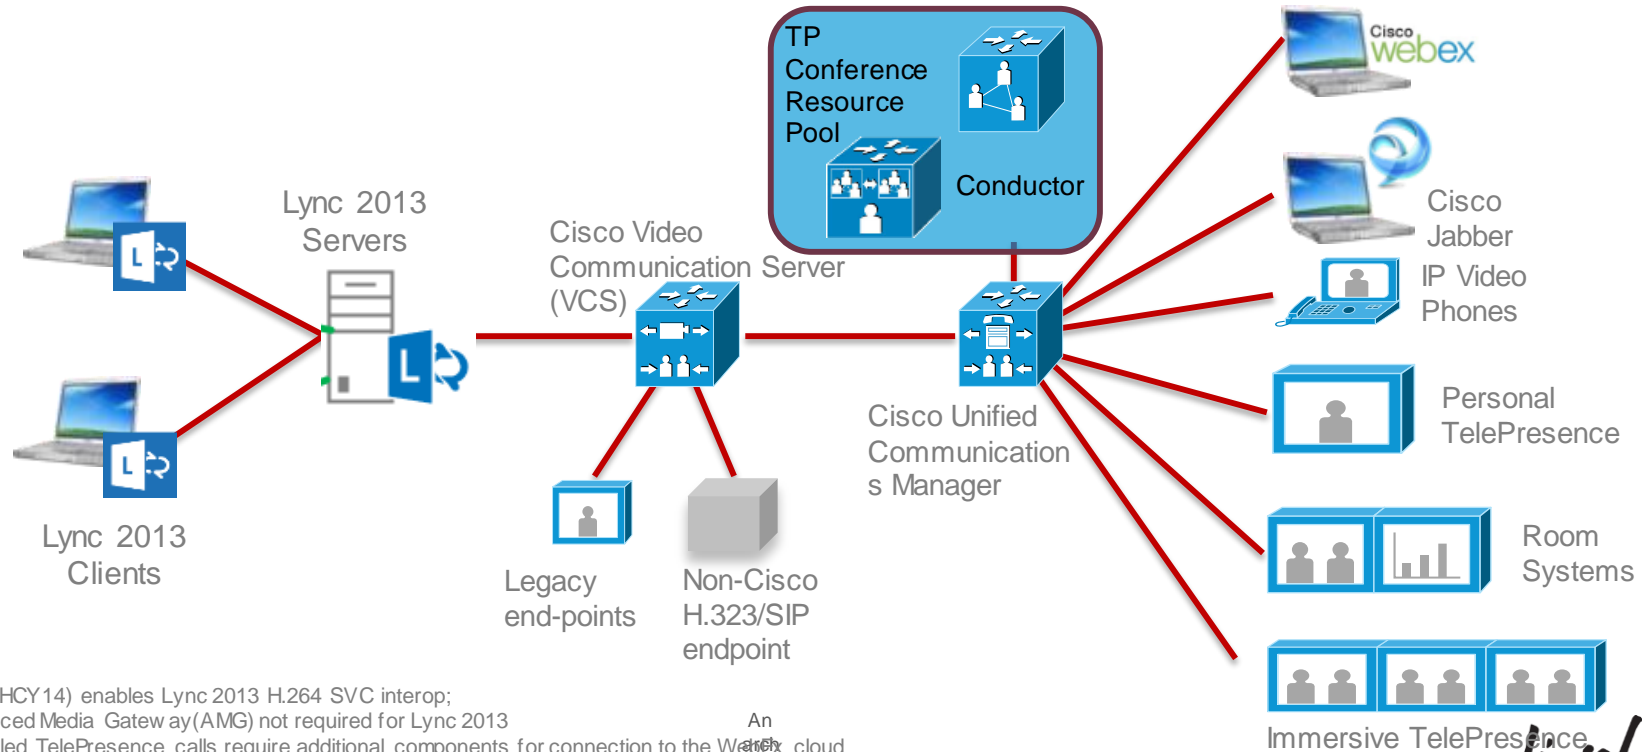 TP
Conference
Resource
Pool
Conductor
Cisco
webex
Cisco
Jabber
IP Video
Phones
Personal
TelePresence
Room
Systems
Immersive TelePresence
Lync 2013
Servers
Cisco Video
Communication Server
(VCS)
L
L
L
Cisco Unified
Communication
s Manager
Lync 2013
Clients
Legacy
end-points
Non-Cisco
H.323/SIP
endpoint
HCY14) enables Lync 2013 H.264 SVC interop;
ced Media Gateway(AMG) not required for Lync 2013
led TelePresence calls require additional components for connection to the WebEx cloud
An
arch